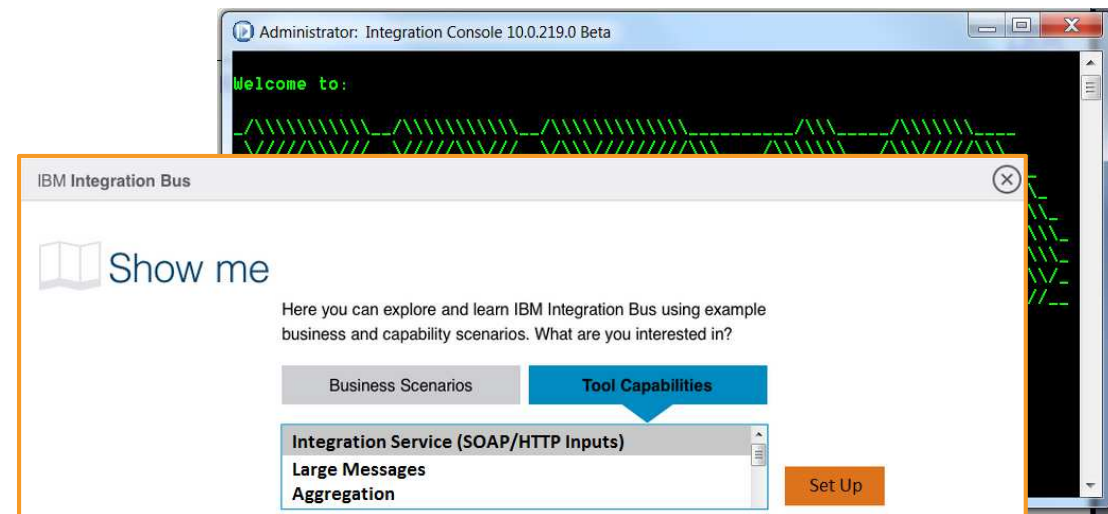 Administrator: Integration Console 10.0.219.0 Beta
Welcome to:
IBM Integration Bus
Show me
Here you can explore and learn IBM Integration Bus using example
business and capability scenarios. What are you interested in?
Business Scenarios
Tool Capabilities
Integration Service (SOAP/HTTP Inputs)
Large Messages
Aggregation
Set Up